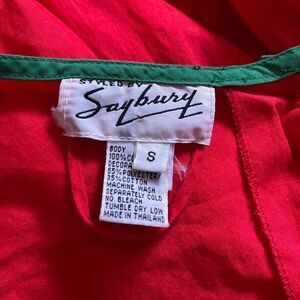 STYLED BY
Saybury
S
BODY
100%
DECORA
65% POLYESTER/
35% COTTON
MACHINE WASH
SEPARATELY COLD
NO BLEACH
TUMBLE DRY LOW
MADE IN THAILAND